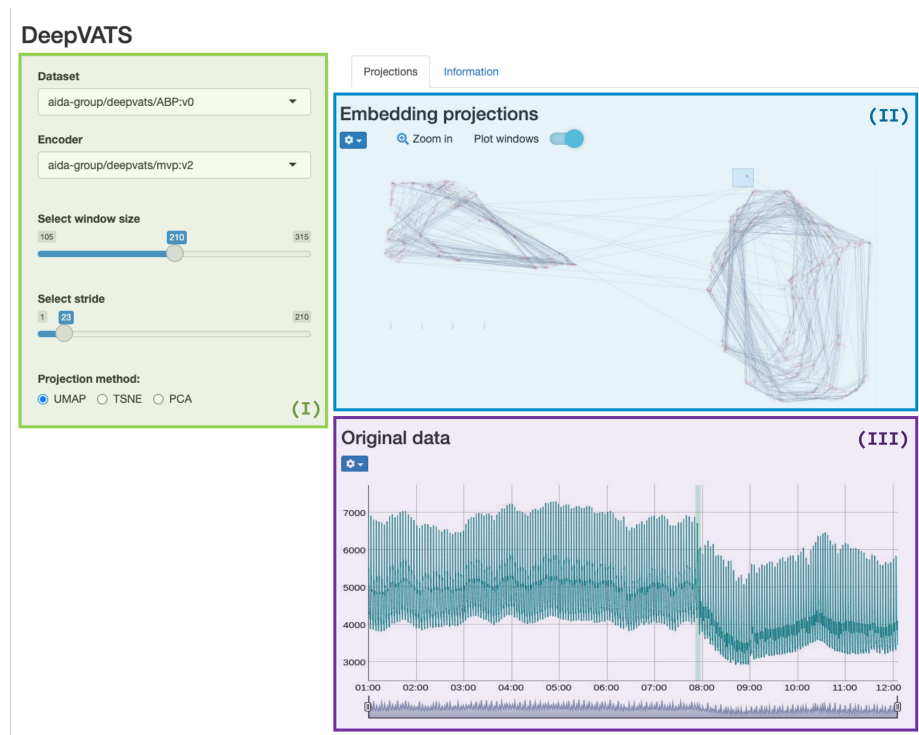 DeepVATS
Dataset
aida-group/deepvats/ABP:v0
Encoder
aida-group/deepvats/mvp:v2
Select window size
105 210 315
Select stride
1 23 210
Projection method:
UMAP TSNE PCA
(I)
Projections Information
Embedding projections (II)
Zoom in Plot windows
Original data (III)
7000
6000
5000
4000
3000
01:00 02:00 03:00 04:00 05:00 06:00 07:00 08:00 09:00 10:00 11:00 12:00